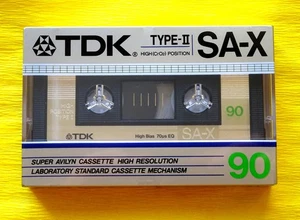 TDK ® TYPE-II SA-X
HIGH(CrO2) POSITION
90
TDK High Bias 70μs EQ SA-X
SUPER AVILYN CASSETTE HIGH RESOLUTION
LABORATORY STANDARD CASSETTE MECHANISM
90